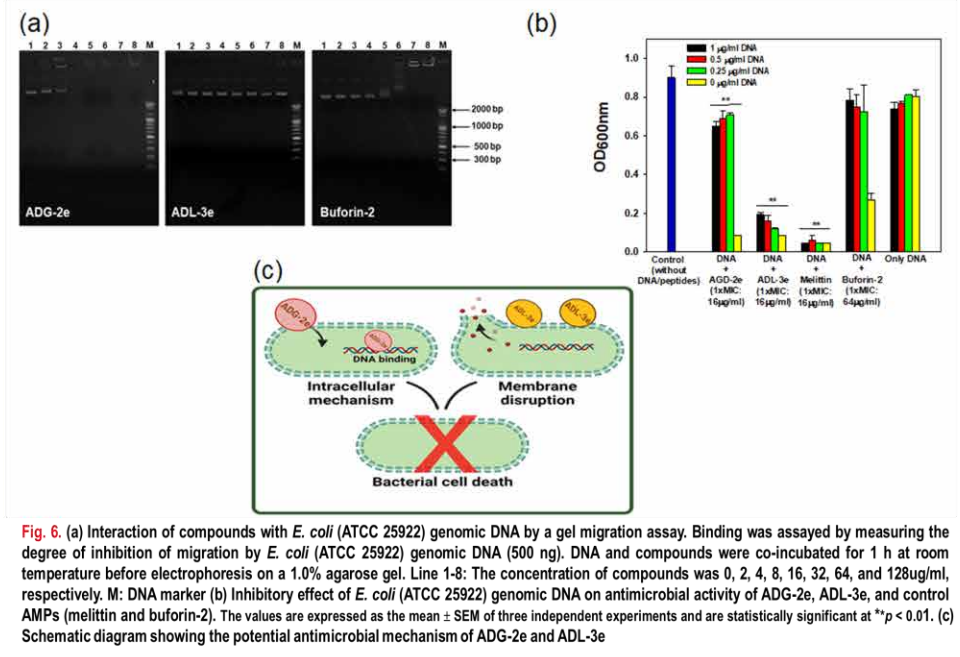 (a)
1 2 3 4 5 6 7 8 M
1 2 3 4 5 6 7 8 M
1 2 3 4 5 6 7 8 M
2000 bp
1000 bp
500 bp
300 bp
ADG-2e
ADL-3e
Buforin-2
(b)
1 µg/ml DNA
0.5 µg/ml DNA
0.25 µg/ml DNA
0 µg/ml DNA
OD600nm
1.0
0.8
0.6
0.4
0.2
0.0
**
**
**
Control
(without
DNA/peptides)
DNA
+
AGD-2e
(1xMIC:
16µg/ml)
DNA
+
ADL-3e
(1xMIC:
16µg/ml)
DNA
+
Melittin
(1xMIC:
16µg/ml)
DNA
+
Buforin-2
(1xMIC:
64µg/ml)
Only DNA
(c)
ADG-2e
ADG-2e
DNA binding
ADL-3e
ADL-3e
Intracellular
mechanism
Membrane
disruption
Bacterial cell death
Fig. 6. (a) Interaction of compounds with E. coli (ATCC 25922) genomic DNA by a gel migration assay. Binding was assayed by measuring the
degree of inhibition of migration by E. coli (ATCC 25922) genomic DNA (500 ng). DNA and compounds were co-incubated for 1 h at room
temperature before electrophoresis on a 1.0% agarose gel. Line 1-8: The concentration of compounds was 0, 2, 4, 8, 16, 32, 64, and 128ug/ml,
respectively. M: DNA marker (b) Inhibitory effect of E. coli (ATCC 25922) genomic DNA on antimicrobial activity of ADG-2e, ADL-3e, and control
AMPs (melittin and buforin-2). The values are expressed as the mean ± SEM of three independent experiments and are statistically significant at **p < 0.01. (c)
Schematic diagram showing the potential antimicrobial mechanism of ADG-2e and ADL-3e